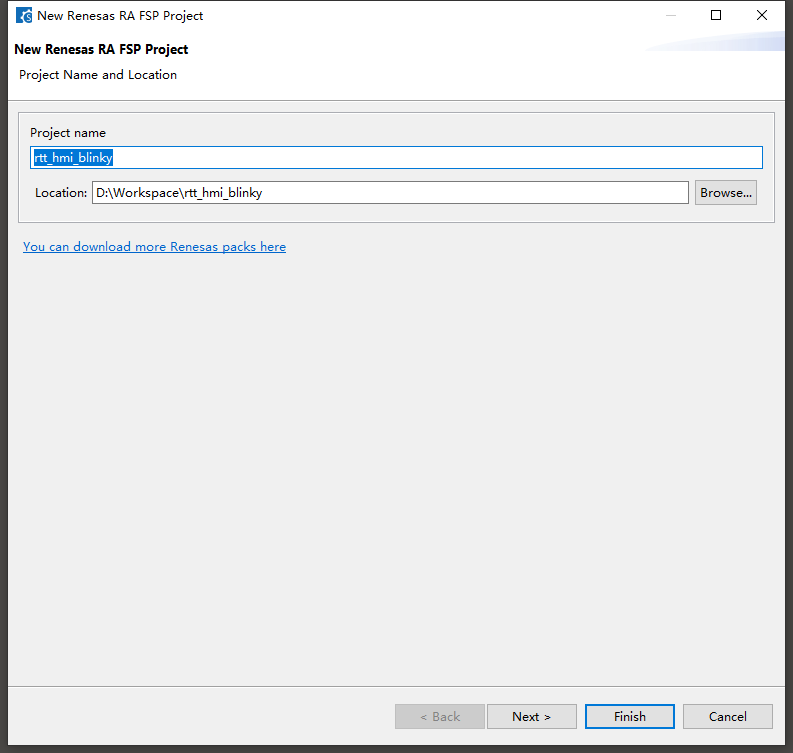 New Renesas RA FSP Project
New Renesas RA FSP Project
Project Name and Location
Project name
rtt_hmi_blinky
Location: D:\Workspace\rtt_hmi_blinky Browse...
You can download more Renesas packs here
< Back Next > Finish Cancel